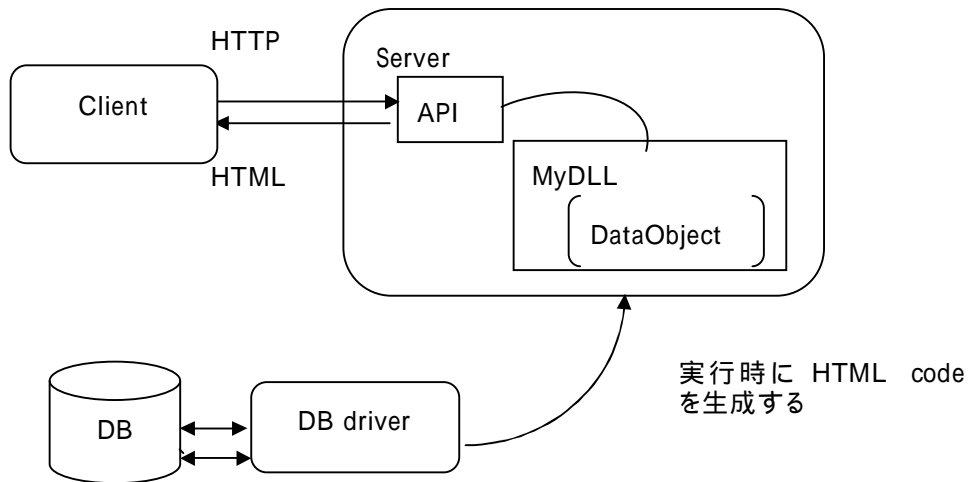 HTTP
Server
Client
API
HTML
MyDLL
DataObject
実行時に HTML code
を生成する
DB
DB driver